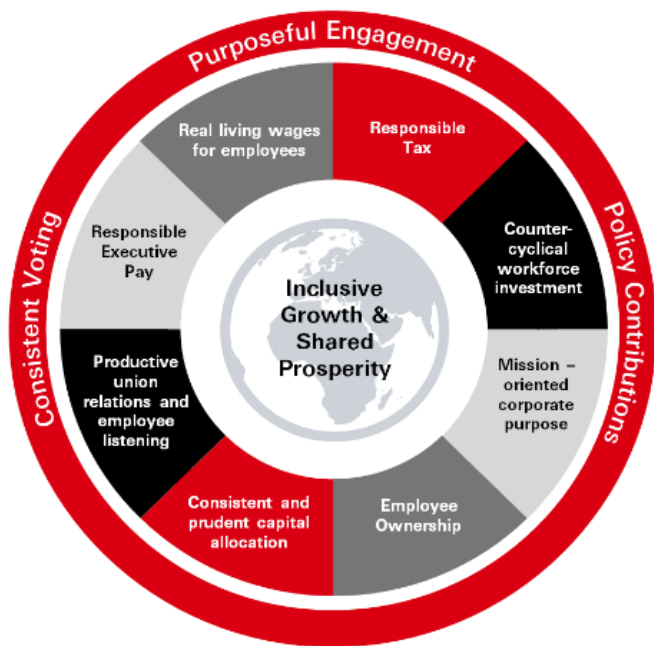 Purposeful Engagement
Real living wages
for employees
Responsible
Tax
Counter-
cyclical
workforce
investment
Mission –
oriented
corporate
purpose
Employee
Ownership
Consistent and
prudent capital
allocation
Productive
union
relations and
employee
listening
Responsible
Executive
Pay
Inclusive
Growth &
Shared
Prosperity
Consistent Voting
Policy Contributions